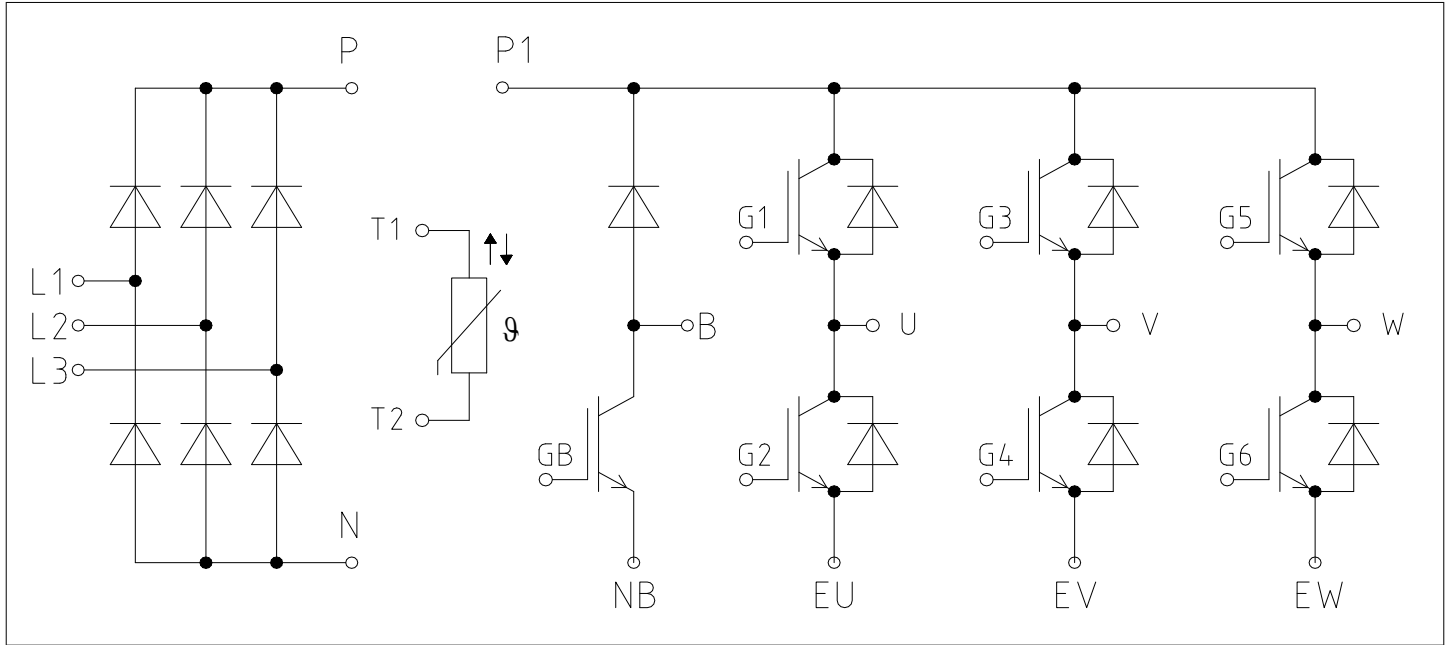 P P1
T1 G1 G3 G5
L1
L2 ϑ B U V W
L3
T2 GB G2 G4 G6
N
NB EU EV EW